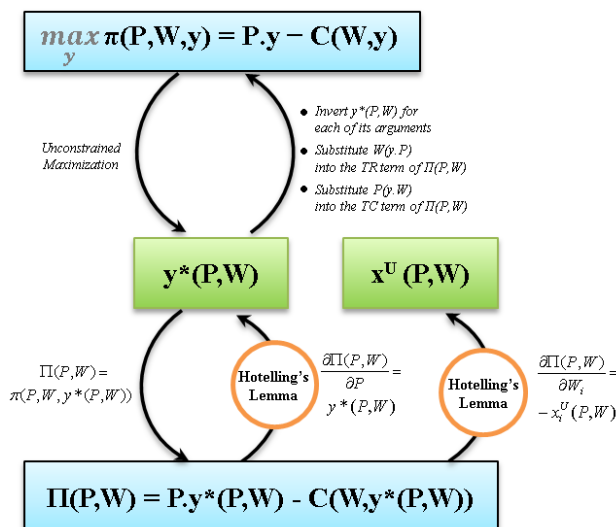 max π(P,W,y) = P.y – C(W,y)
y
Unconstrained
Maximization
• Invert y*(P,W) for
each of its arguments
• Substitute W(y.P)
into the TR term of Π(P,W)
• Substitute P(y.W)
into the TC term of Π(P,W)
y*(P,W)
x^U (P,W)
Π(P,W) =
π(P,W, y*(P,W))
Hotelling's
Lemma
∂Π(P,W)
∂P
=
y*(P,W)
Hotelling's
Lemma
∂Π(P,W)
∂W_i
=
– x_i^U(P,W)
Π(P,W) = P.y*(P,W) - C(W,y*(P,W))